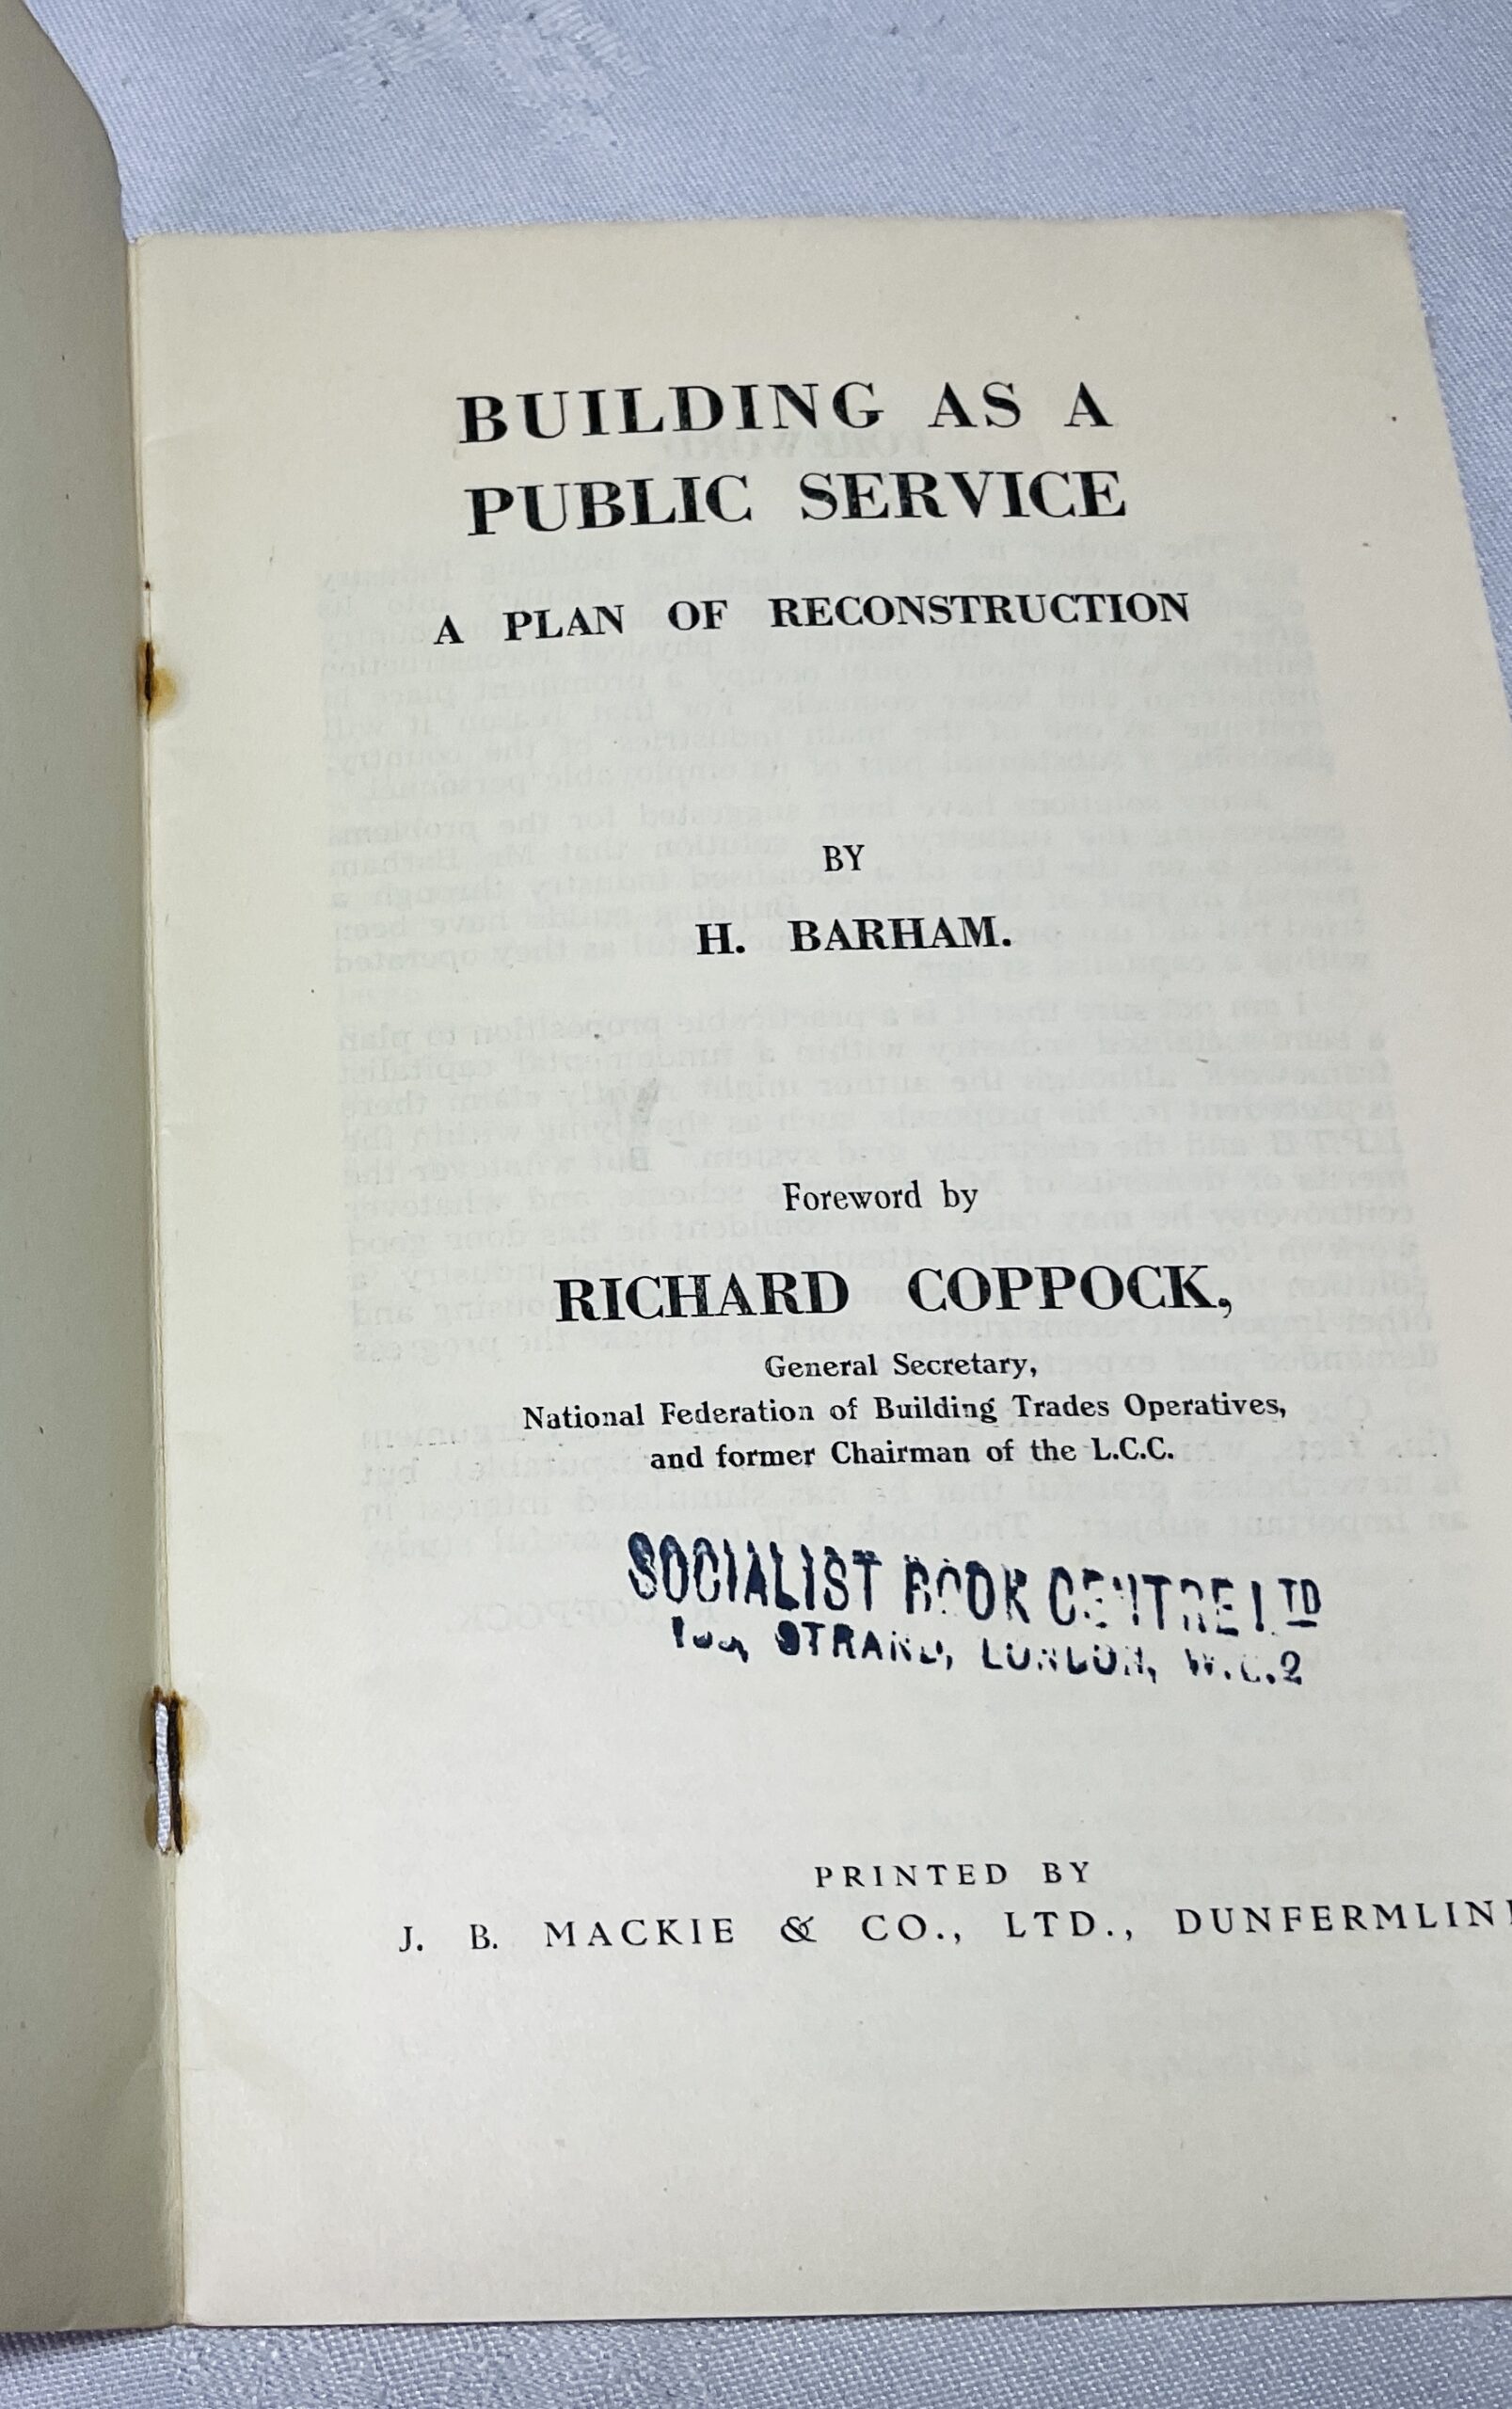 BUILDING AS A
PUBLIC SERVICE
A PLAN OF RECONSTRUCTION
BY
H. BARHAM.
Foreword by
RICHARD COPPOCK,
General Secretary,
National Federation of Building Trades Operatives,
and former Chairman of the L.C.C.
SOCIALIST BOOK CENTRE LTD
STRAND, LONDON, W.C.2
PRINTED BY
J. B. MACKIE & CO., LTD., DUNFERMLIN